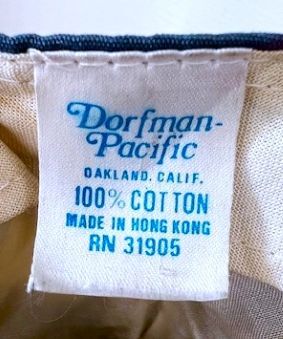 Dorfman-
Pacific
OAKLAND, CALIF.
100% COTTON
MADE IN HONG KONG
RN 31905